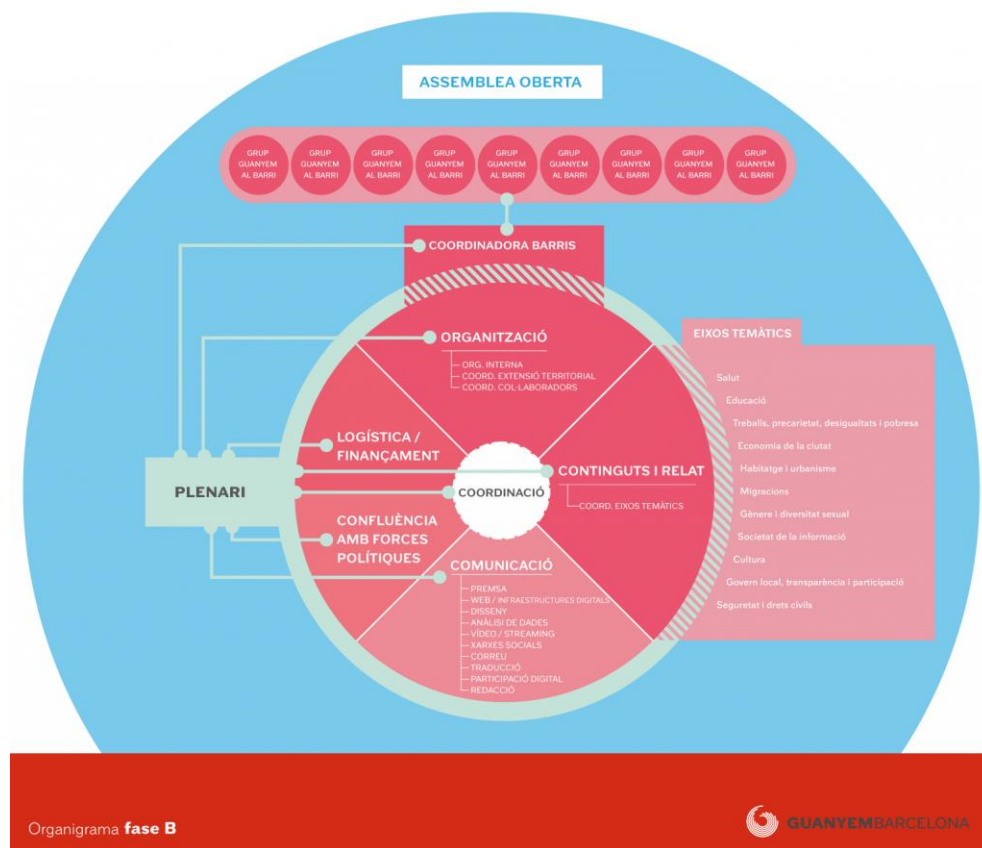 ASSEMBLEA OBERTA
GRUP
GUANYEM
AL BARRI
GRUP
GUANYEM
AL BARRI
GRUP
GUANYEM
AL BARRI
GRUP
GUANYEM
AL BARRI
GRUP
GUANYEM
AL BARRI
GRUP
GUANYEM
AL BARRI
GRUP
GUANYEM
AL BARRI
GRUP
GUANYEM
AL BARRI
GRUP
GUANYEM
AL BARRI
COORDINADORA BARRIS
ORGANITZACIÓ
ORG. INTERNA
COORD. EXTENSIÓ TERRITORIAL
COORD. COL·LABORADORS
LOGÍSTICA /
FINANÇAMENT
PLENARI
COORDINACIÓ
CONTINGUTS I RELAT
COORD. EIXOS TEMÀTICS
CONFLUÈNCIA
AMB FORCES
POLÍTIQUES
COMUNICACIÓ
PREMSA
WEB / INFRAESTRUCTURES DIGITALS
DISSENY
ANÀLISI DE DADES
VÍDEO / STREAMING
XARXES SOCIALS
CORREU
TRADUCCIÓ
PARTICIPACIÓ DIGITAL
REDACCIÓ
EIXOS TEMÀTICS
Salut
Educació
Treballs, precarietat, desigualtats i pobresa
Economia de la ciutat
Habitatge i urbanisme
Migracions
Gènere i diversitat sexual
Societat de la informació
Cultura
Govern local, transparència i participació
Seguretat i drets civils
Organigrama fase B
GUANYEMBARCELONA